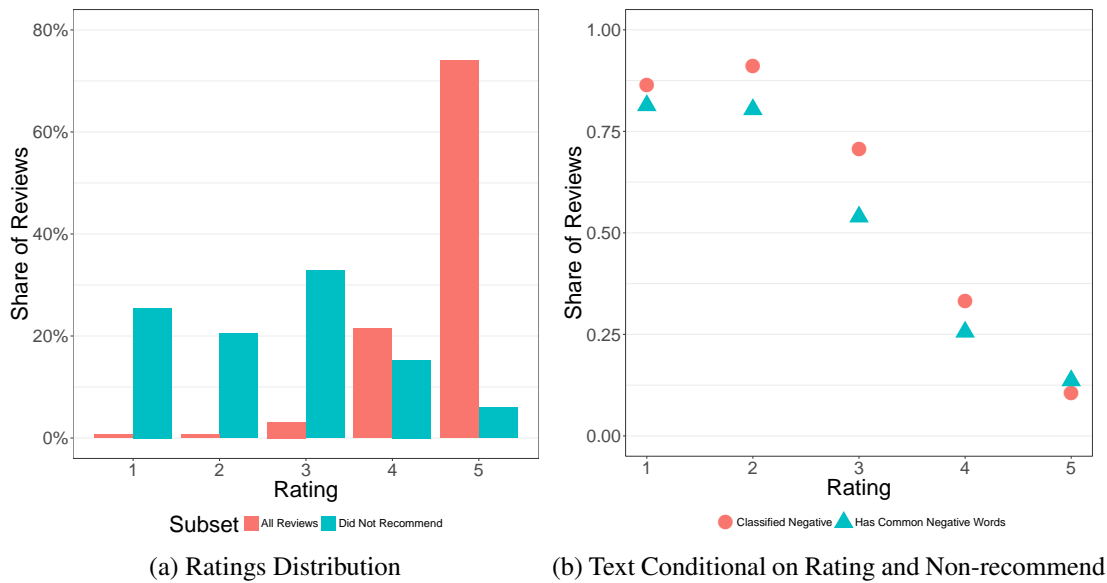 80%
60%
40%
20%
0%
Share of Reviews
1 2 3 4 5
Rating
Subset All Reviews Did Not Recommend
(a) Ratings Distribution
1.00
0.75
0.50
0.25
0.00
Share of Reviews
1 2 3 4 5
Rating
Classified Negative Has Common Negative Words
(b) Text Conditional on Rating and Non-recommend